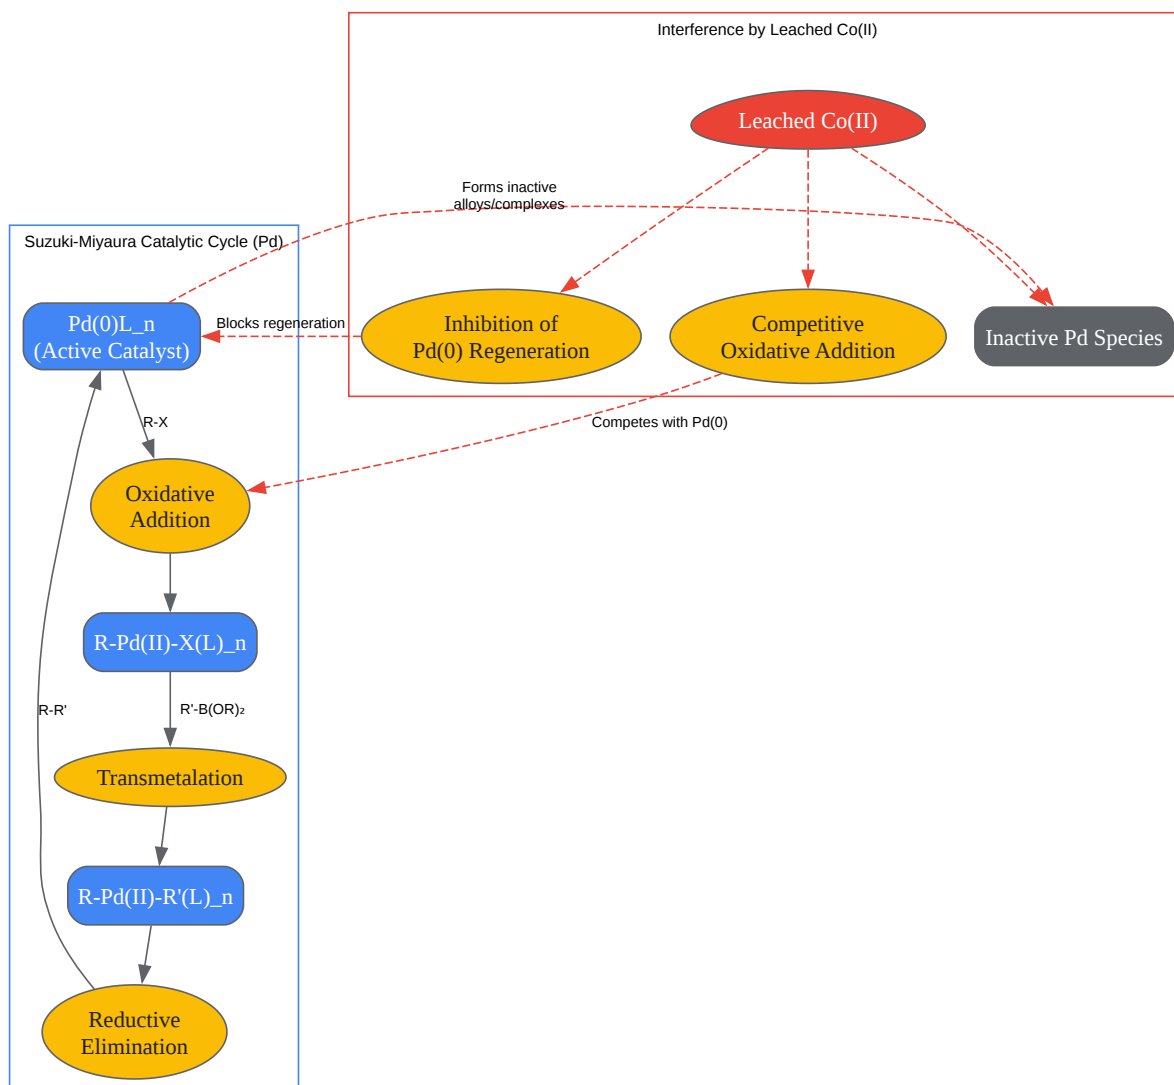 Interference by Leached Co(II)
Leached Co(II)
Forms inactive
alloys/complexes
Suzuki-Miyaura Catalytic Cycle (Pd)
Pd(0)L_n
(Active Catalyst)
Blocks regeneration
Inhibition of
Pd(0) Regeneration
Competitive
Oxidative Addition
Inactive Pd Species
R-X
Competes with Pd(0)
Oxidative
Addition
R-Pd(II)-X(L)_n
R-R'
R'-B(OR)₂
Transmetalation
R-Pd(II)-R'(L)_n
Reductive
Elimination